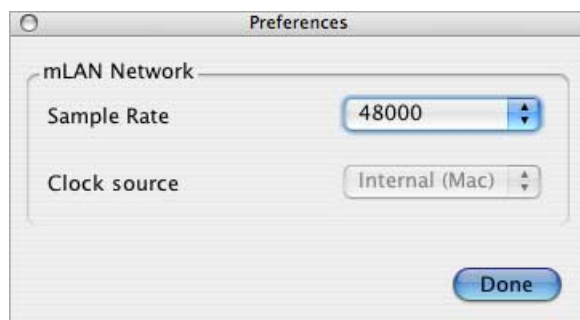 Preferences
mLAN Network
Sample Rate 48000
Clock source Internal (Mac)
Done